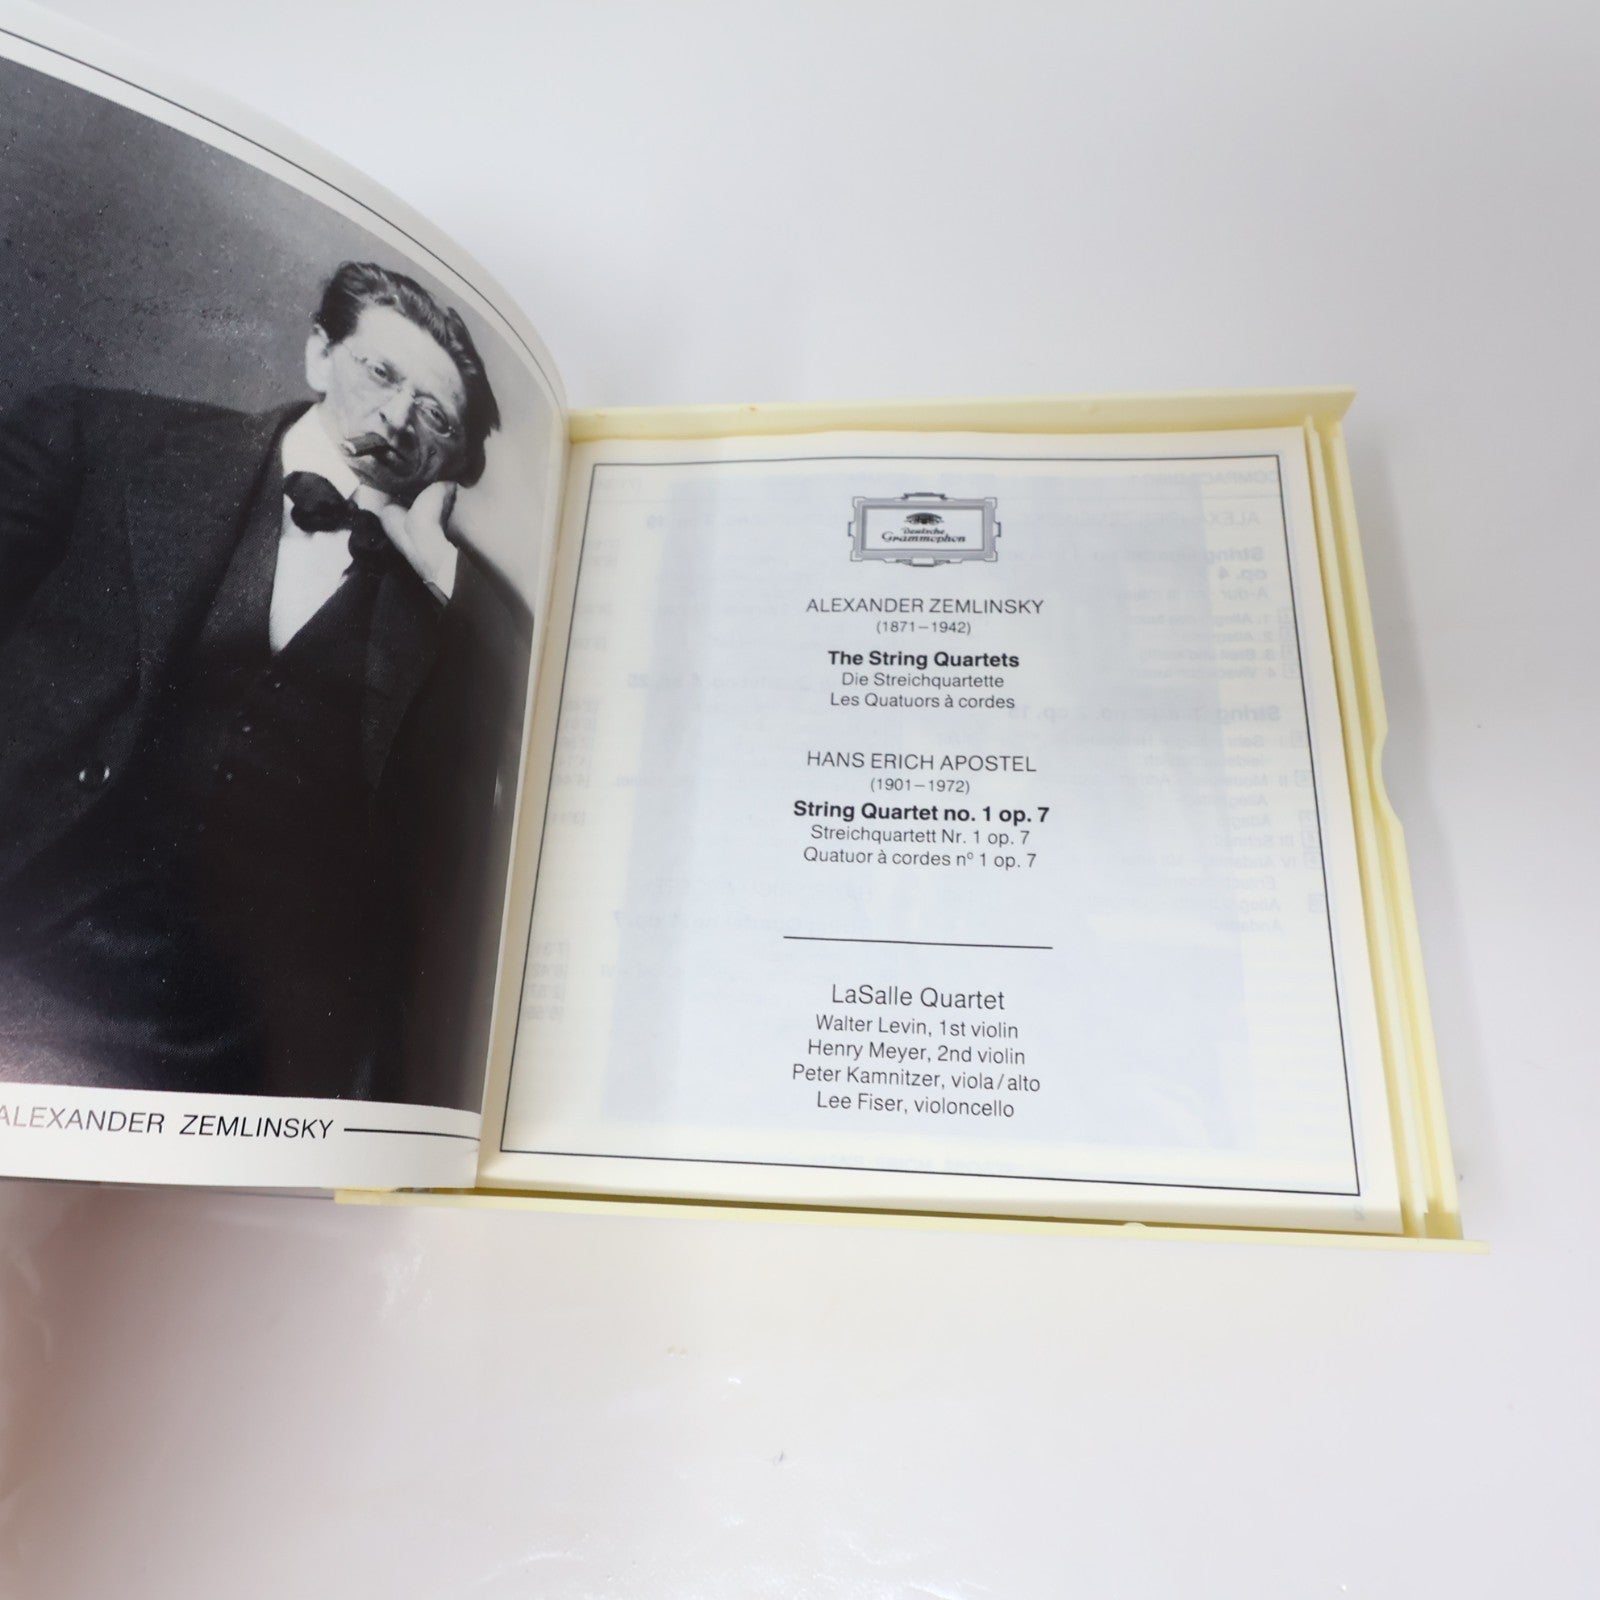 ALEXANDER ZEMLINSKY
Deutsche
Grammophon
ALEXANDER ZEMLINSKY
(1871–1942)
The String Quartets
Die Streichquartette
Les Quatuors à cordes
HANS ERICH APOSTEL
(1901–1972)
String Quartet no. 1 op. 7
Streichquartett Nr. 1 op. 7
Quatuor à cordes nº 1 op. 7
LaSalle Quartet
Walter Levin, 1st violin
Henry Meyer, 2nd violin
Peter Kamnitzer, viola/alto
Lee Fiser, violoncello